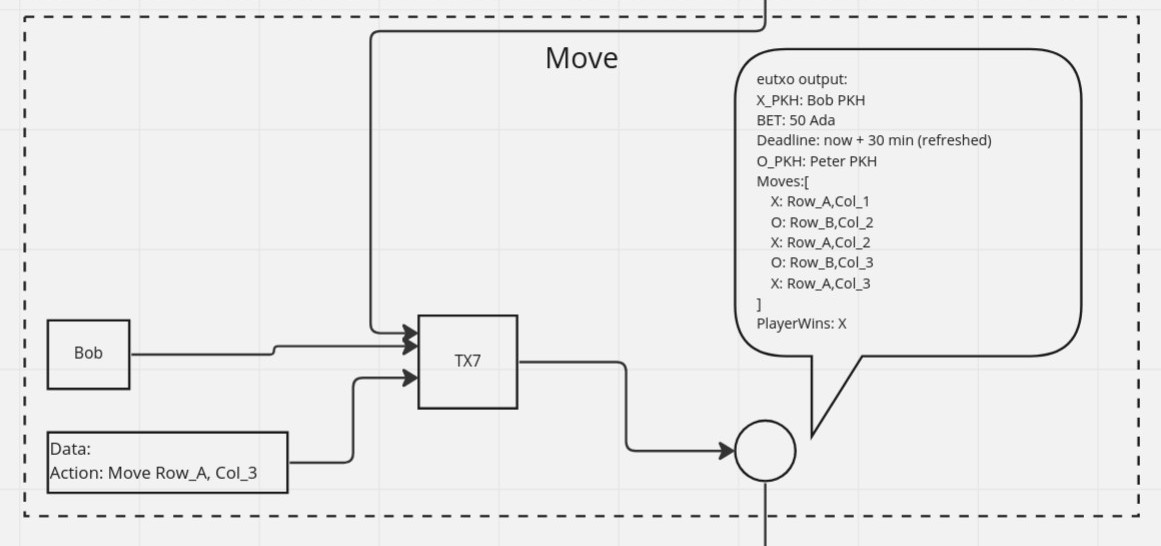 Move
eutxo output:
X_PKH: Bob PKH
BET: 50 Ada
Deadline: now + 30 min (refreshed)
O_PKH: Peter PKH
Moves:[
X: Row_A,Col_1
O: Row_B,Col_2
X: Row_A,Col_2
O: Row_B,Col_3
X: Row_A,Col_3
]
PlayerWins: X
Bob
TX7
Data:
Action: Move Row_A, Col_3